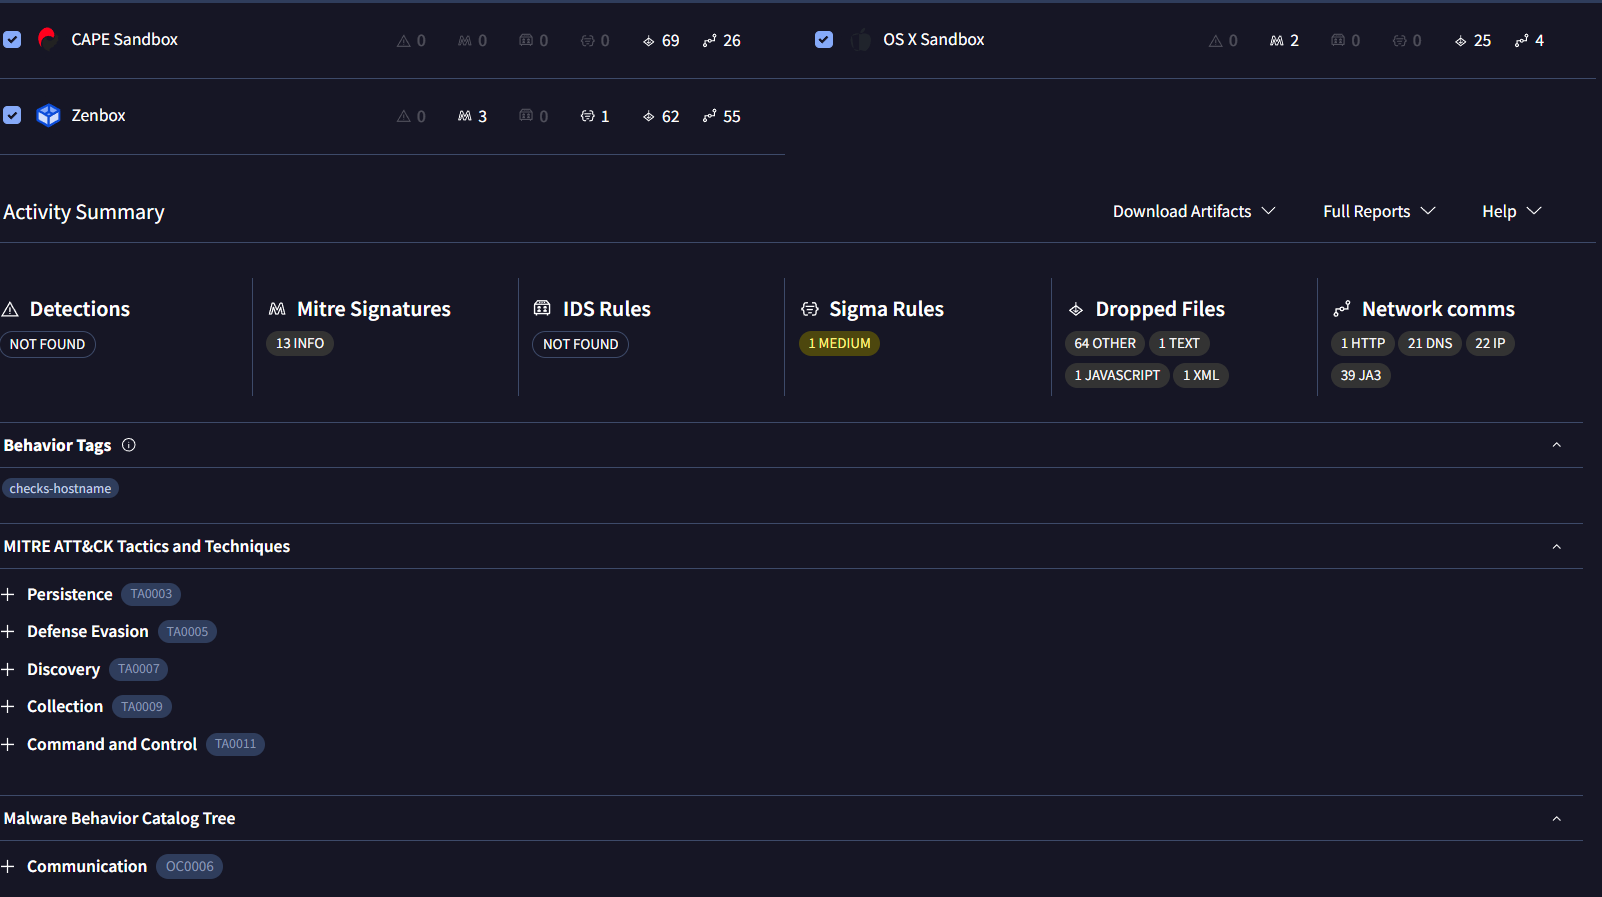 CAPE Sandbox 0 0 0 0 69 26 OS X Sandbox 0 2 0 0 25 4
Zenbox 0 3 0 1 62 55
Activity Summary Download Artifacts Full Reports Help
Detections Mitre Signatures IDS Rules Sigma Rules Dropped Files Network comms
NOT FOUND 13 INFO NOT FOUND 1 MEDIUM 64 OTHER 1 TEXT 1 HTTP 21 DNS 22 IP
1 JAVASCRIPT 1 XML 39 JA3
Behavior Tags
checks-hostname
MITRE ATT&CK Tactics and Techniques
Persistence TA0003
Defense Evasion TA0005
Discovery TA0007
Collection TA0009
Command and Control TA0011
Malware Behavior Catalog Tree
Communication OC0006